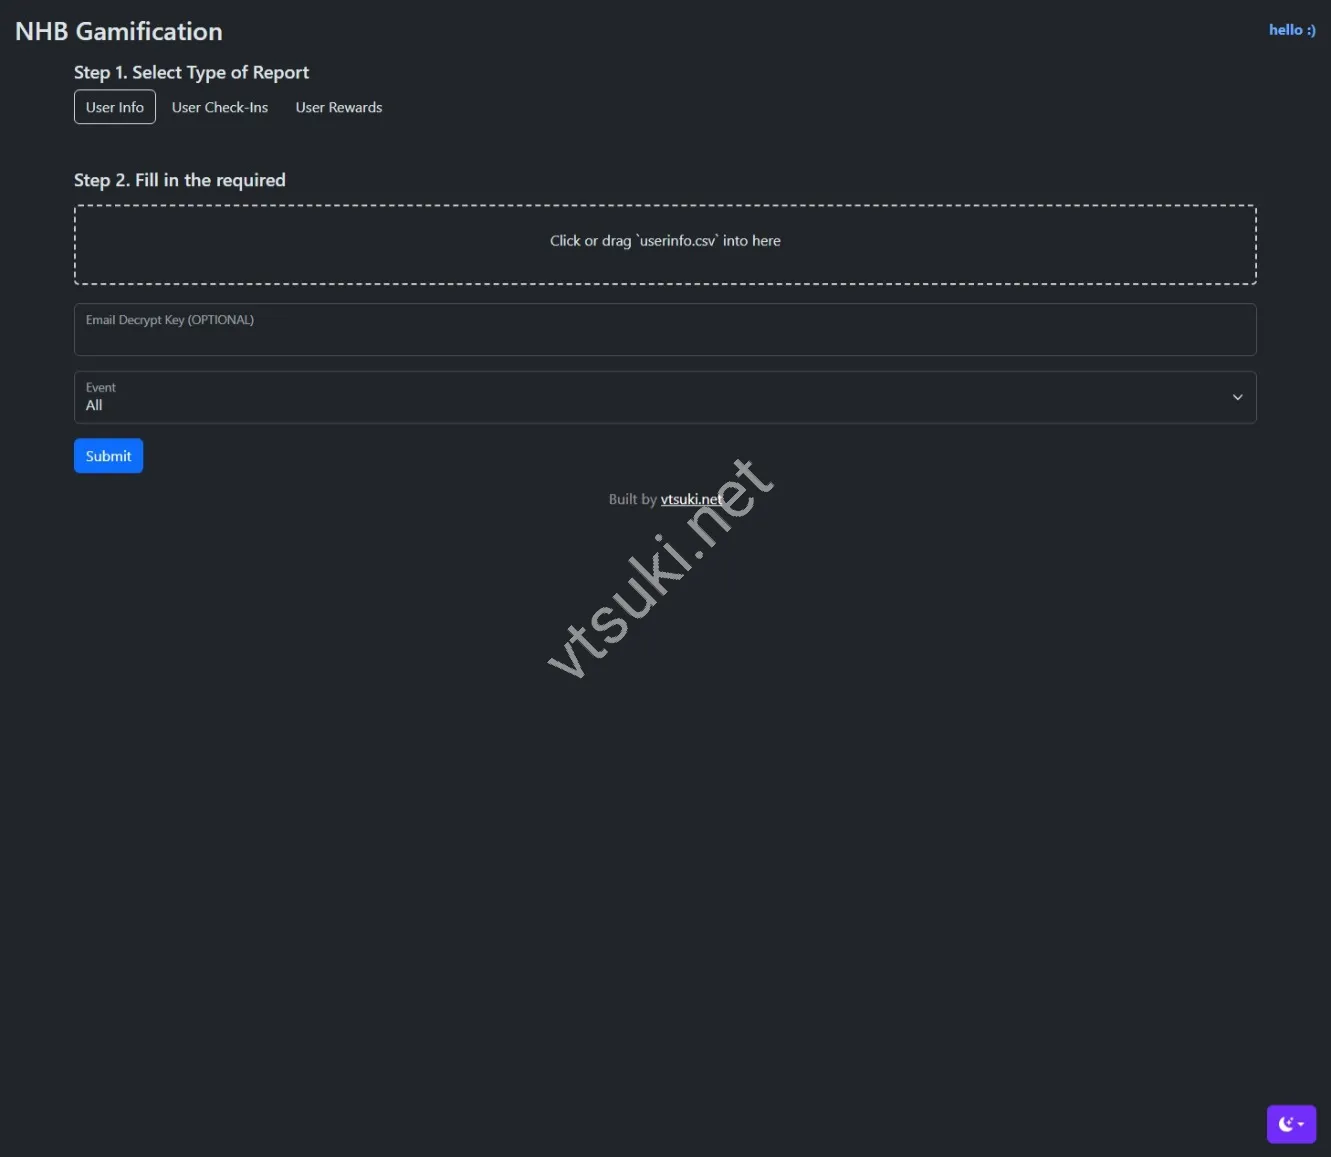 NHB Gamification
hello :)
Step 1. Select Type of Report
User Info
User Check-Ins
User Rewards
Step 2. Fill in the required
Click or drag `userinfo.csv` into here
Email Decrypt Key (OPTIONAL)
Event
All
Submit
Built by vtsuki.net
vtsuki.net